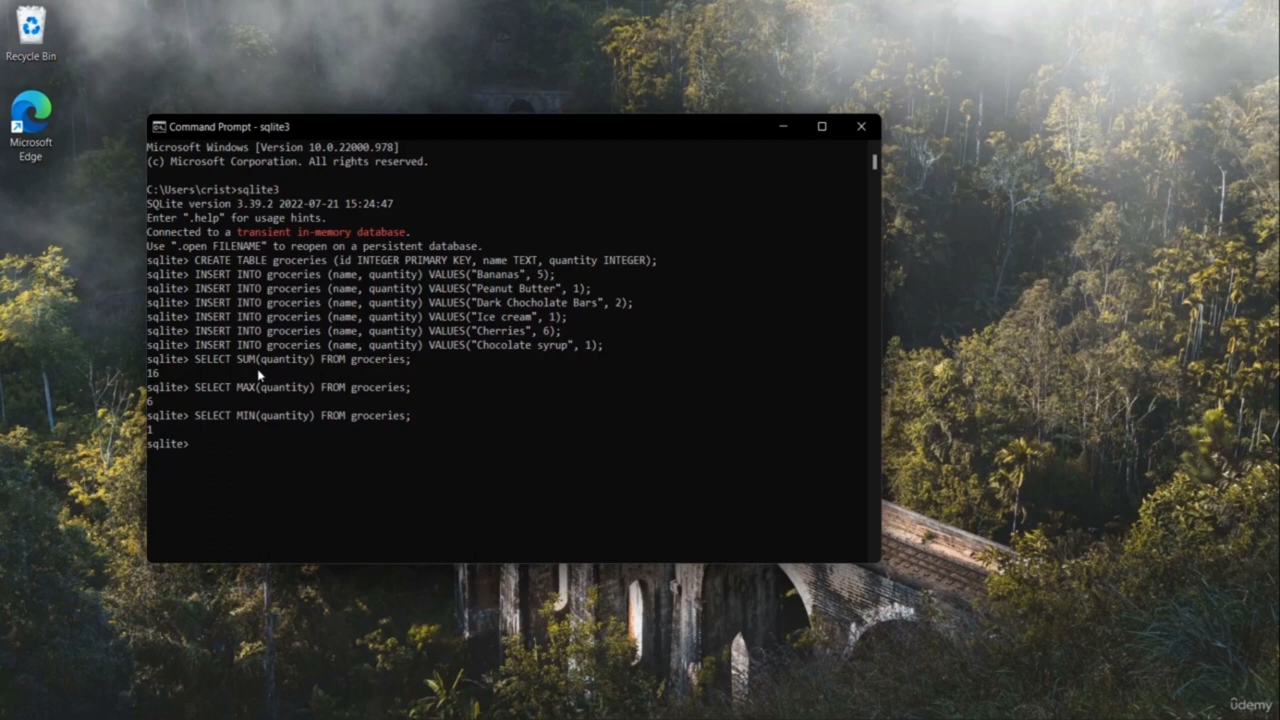 Recycle Bin
Microsoft
Edge
Command Prompt - sqlite3
Microsoft Windows [Version 10.0.22000.978]
(c) Microsoft Corporation. All rights reserved.
C:\Users\crist>sqlite3
SQLite version 3.39.2 2022-07-21 15:24:47
Enter ".help" for usage hints.
Connected to a transient in-memory database.
Use ".open FILENAME" to reopen on a persistent database.
sqlite> CREATE TABLE groceries (id INTEGER PRIMARY KEY, name TEXT, quantity INTEGER);
sqlite> INSERT INTO groceries (name, quantity) VALUES("Bananas", 5);
sqlite> INSERT INTO groceries (name, quantity) VALUES("Peanut Butter", 1);
sqlite> INSERT INTO groceries (name, quantity) VALUES("Dark Chocholate Bars", 2);
sqlite> INSERT INTO groceries (name, quantity) VALUES("Ice cream", 1);
sqlite> INSERT INTO groceries (name, quantity) VALUES("Cherries", 6);
sqlite> INSERT INTO groceries (name, quantity) VALUES("Chocolate syrup", 1);
sqlite> SELECT SUM(quantity) FROM groceries;
16
sqlite> SELECT MAX(quantity) FROM groceries;
6
sqlite> SELECT MIN(quantity) FROM groceries;
1
sqlite>
ûdemy